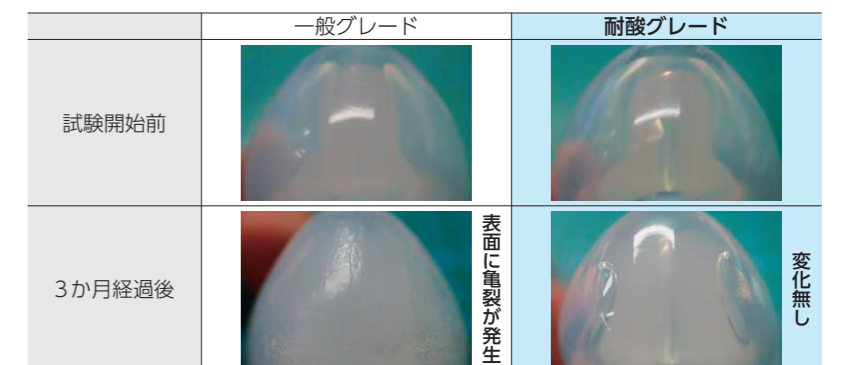 一般グレード
耐酸グレード
試験開始前
3か月経過後
表面に亀裂が発生
変化無し